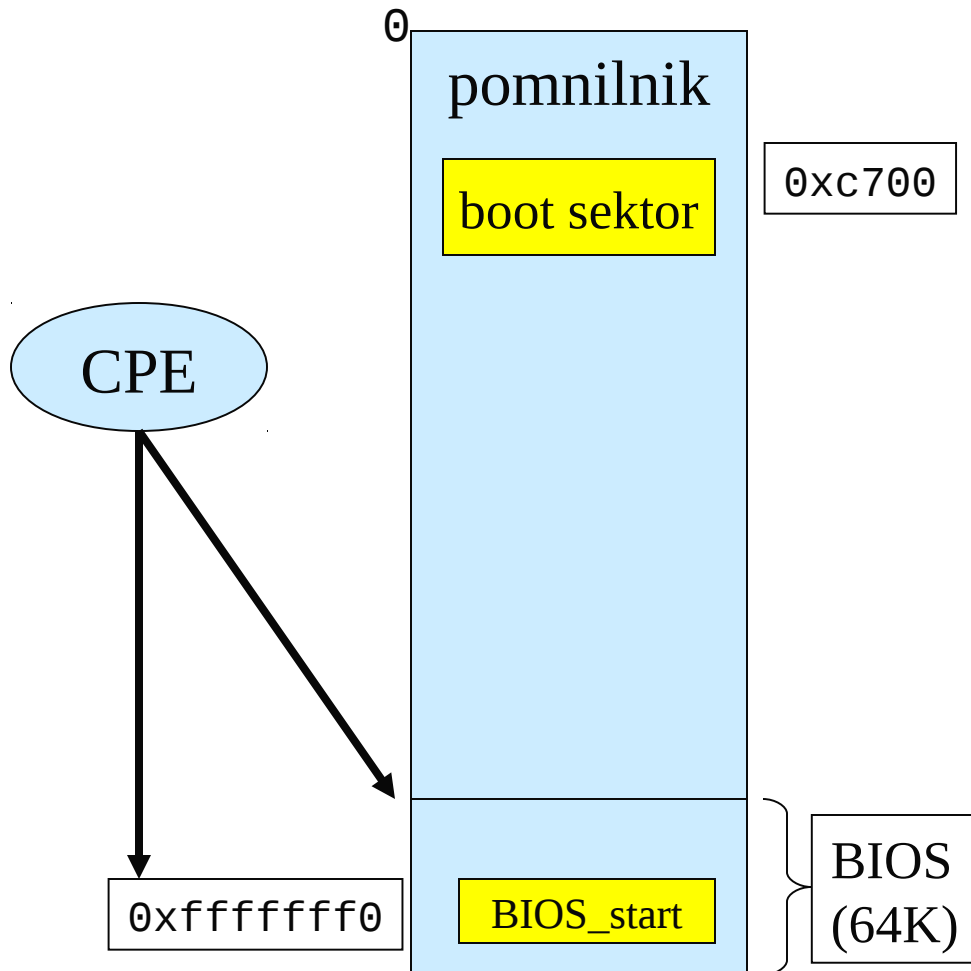 0
pomnilnik
0xc700
boot sektor
CPE
BIOS
(64K)
0xfffffff0
BIOS_start